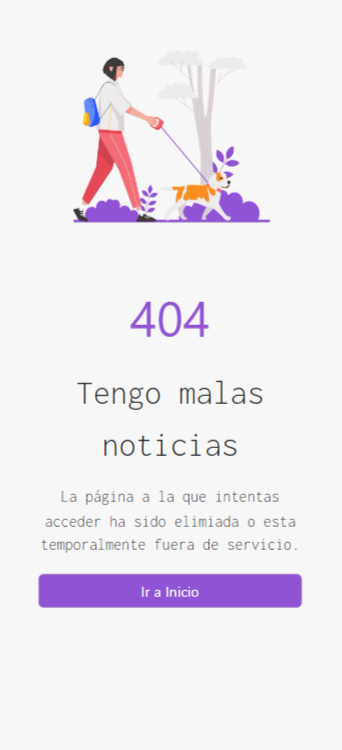 404
Tengo malas
noticias
La página a la que intentas
acceder ha sido elimiada o esta
temporalmente fuera de servicio.
Ir a Inicio